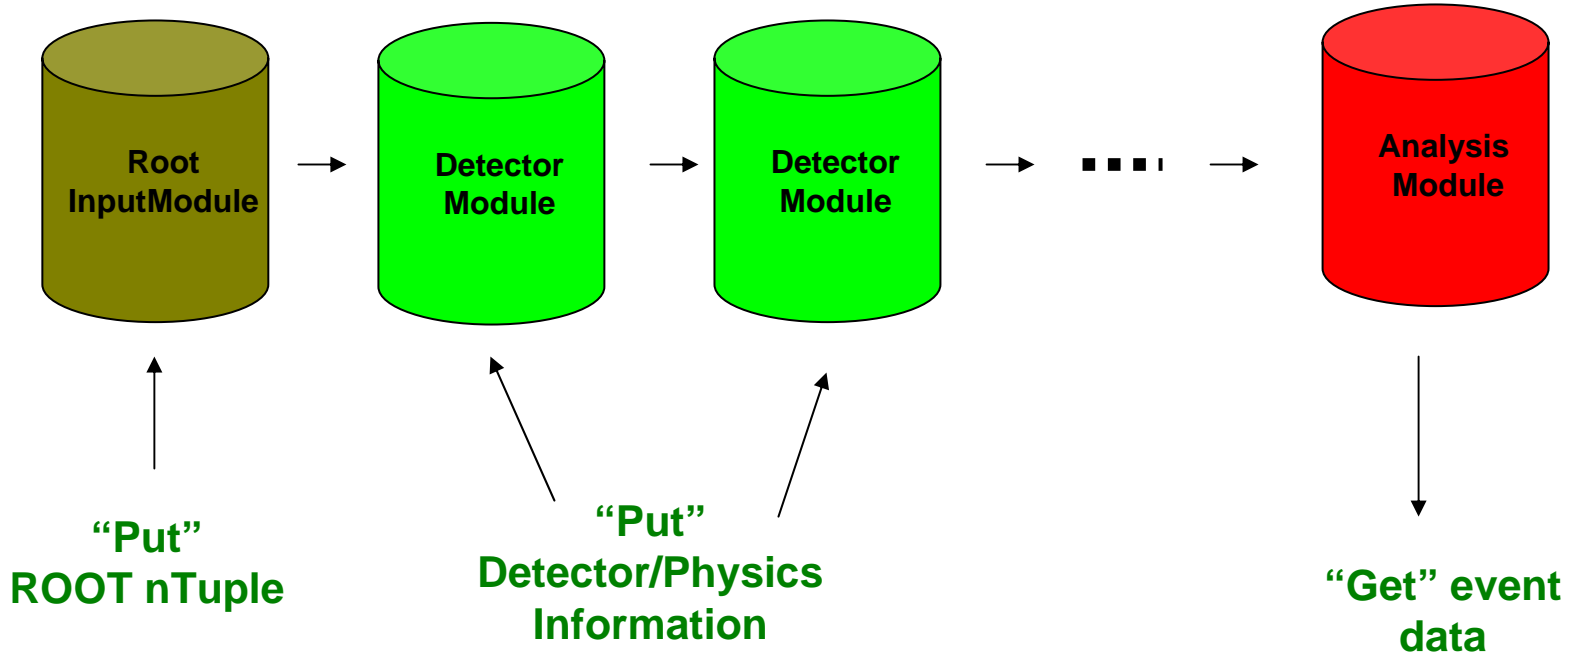 Root
InputModule
Detector
Module
Detector
Module
Analysis
Module
“Put”
ROOT nTuple
“Put”
Detector/Physics
Information
“Get” event
data